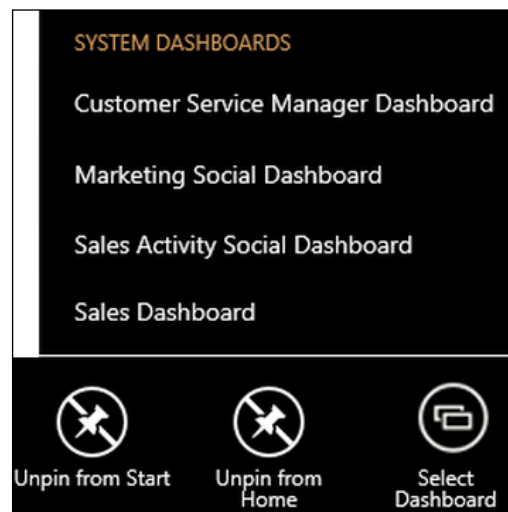 SYSTEM DASHBOARDS
Customer Service Manager Dashboard
Marketing Social Dashboard
Sales Activity Social Dashboard
Sales Dashboard
Unpin from Start
Unpin from
Home
Select
Dashboard